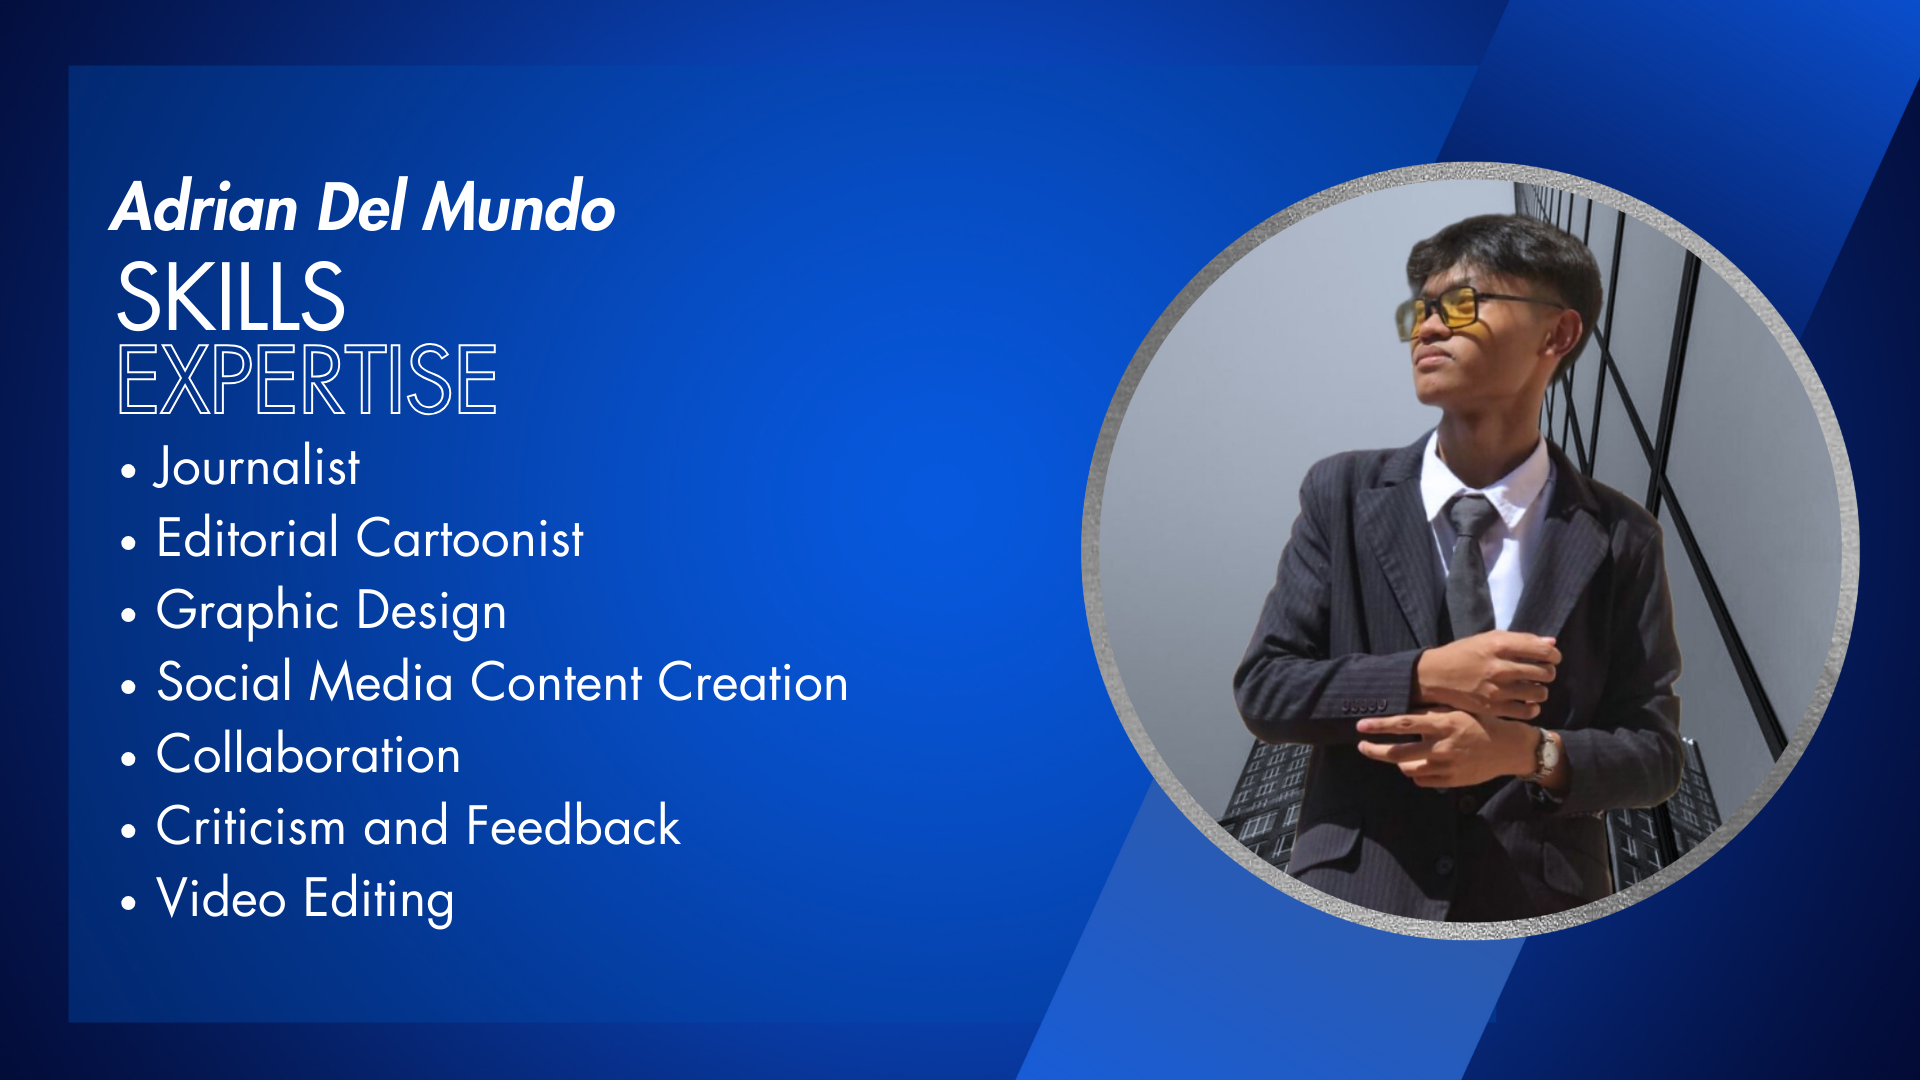 Adrian Del Mundo
SKILLS
EXPERTISE
• Journalist
• Editorial Cartoonist
• Graphic Design
• Social Media Content Creation
• Collaboration
• Criticism and Feedback
• Video Editing